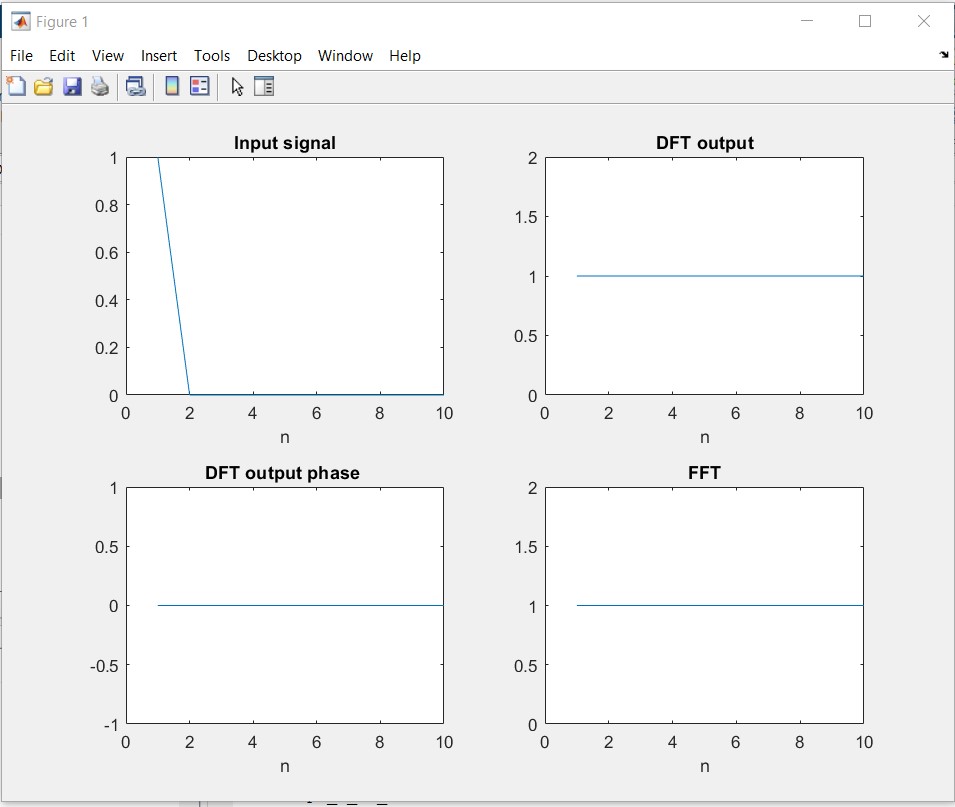 Figure 1
File Edit View Insert Tools Desktop Window Help
Input signal
1
0.8
0.6
0.4
0.2
0
0 2 4 6 8 10
n
DFT output
2
1.5
1
0.5
0
0 2 4 6 8 10
n
DFT output phase
1
0.5
0
-0.5
-1
0 2 4 6 8 10
n
FFT
2
1.5
1
0.5
0
0 2 4 6 8 10
n